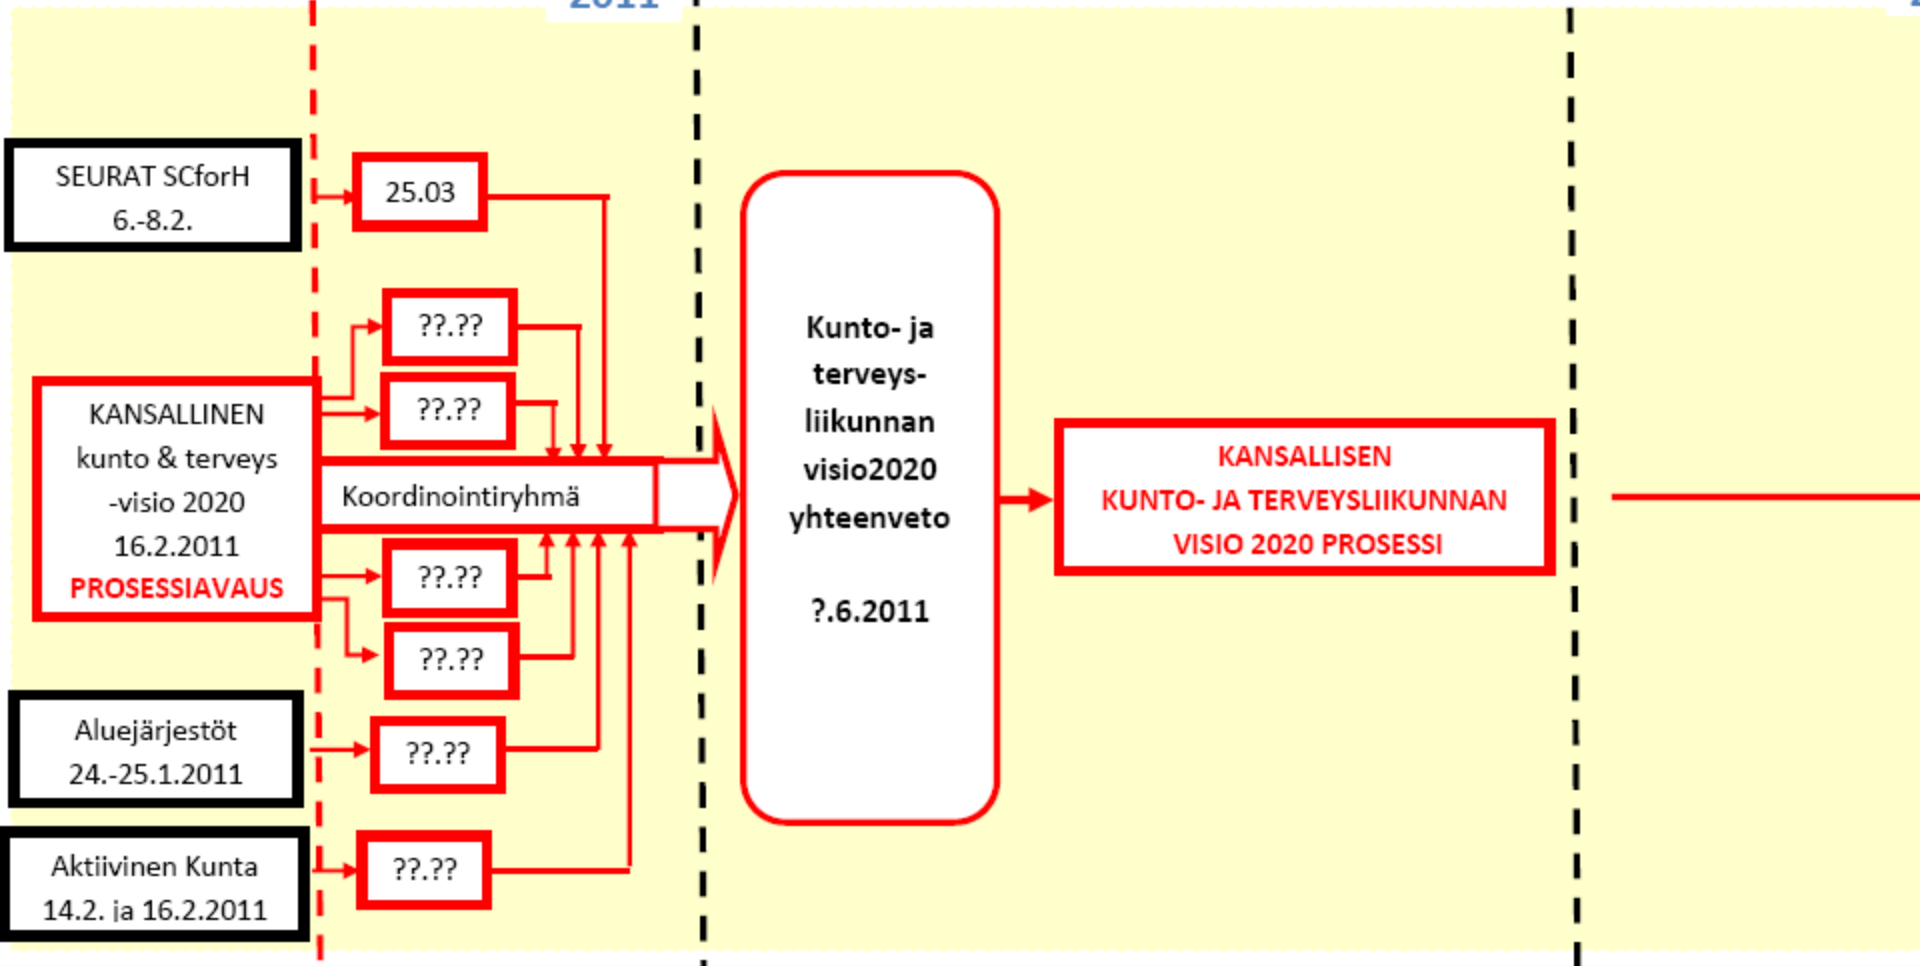 2011
SEURAT SCforH
6.-8.2.
25.03
??.??
??.??
KANSALLINEN
kunto & terveys
-visio 2020
16.2.2011
PROSESSIAVAUS
Koordinointiryhmä
??.??
??.??
Aluejärjestöt
24.-25.1.2011
??.??
Aktiivinen Kunta
14.2. ja 16.2.2011
??.??
Kunto- ja
terveys-
liikunnan
visio2020
yhteenveto
?.6.2011
KANSALLISEN
KUNTO- JA TERVEYSLIIKUNNAN
VISIO 2020 PROSESSI